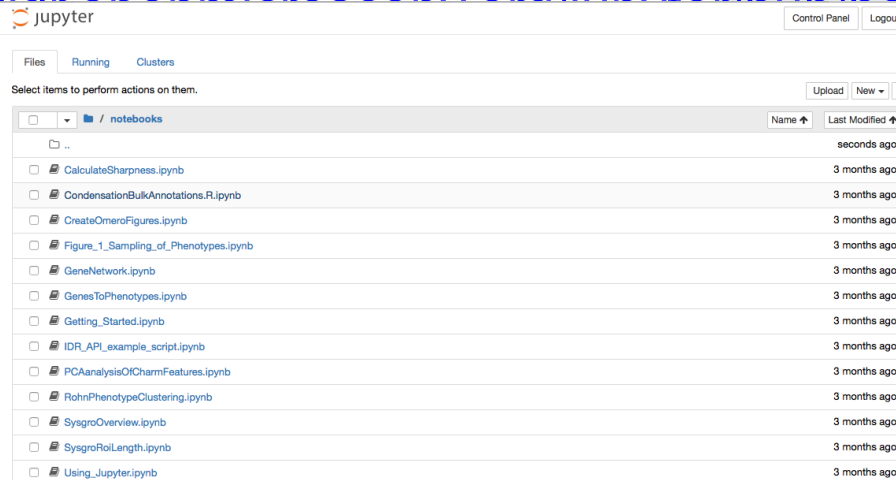 jupyter
Control Panel Logou
Files Running Clusters
Select items to perform actions on them.
Upload New
/ notebooks
Name Last Modified
.. seconds ago
CalculateSharpness.ipynb 3 months ago
CondensationBulkAnnotations.R.ipynb 3 months ago
CreateOmeroFigures.ipynb 3 months ago
Figure_1_Sampling_of_Phenotypes.ipynb 3 months ago
GeneNetwork.ipynb 3 months ago
GenesToPhenotypes.ipynb 3 months ago
Getting_Started.ipynb 3 months ago
IDR_API_example_script.ipynb 3 months ago
PCAanalysisOfCharmFeatures.ipynb 3 months ago
RohnPhenotypeClustering.ipynb 3 months ago
SysgroOverview.ipynb 3 months ago
SysgroRoiLength.ipynb 3 months ago
Using_Jupyter.ipynb 3 months ago